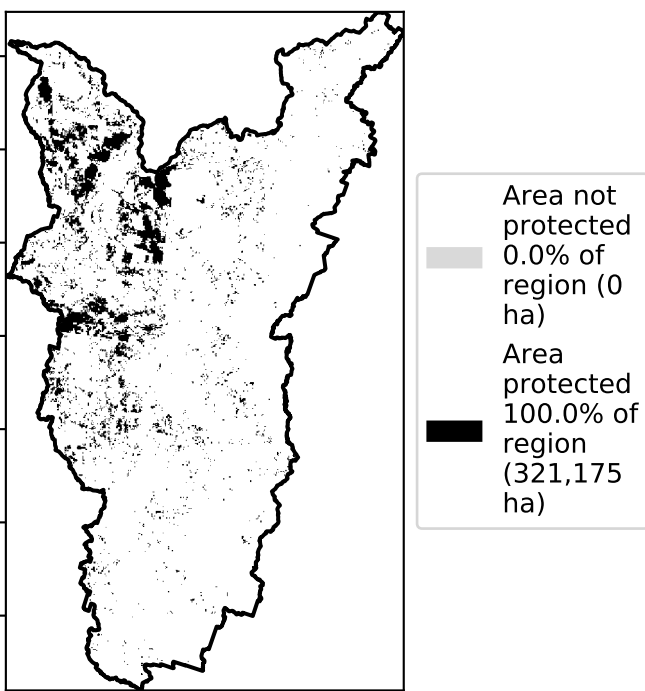 Area not
protected
0.0% of
region (0
ha)
Area
protected
100.0% of
region
(321,175
ha)